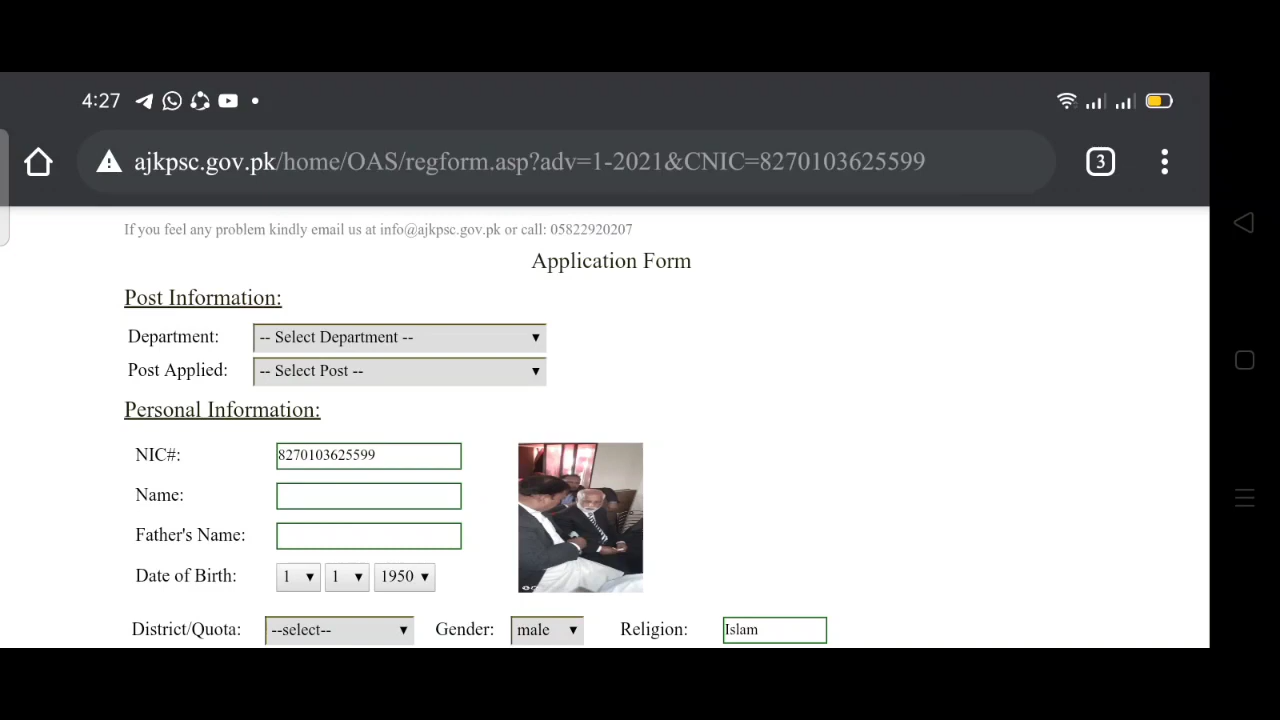 4:27
ajkpsc.gov.pk/home/OAS/regform.asp?adv=1-2021&CNIC=8270103625599
3
If you feel any problem kindly email us at info@ajkpsc.gov.pk or call: 05822920207
Application Form
Post Information:
Department: -- Select Department --
Post Applied: -- Select Post --
Personal Information:
NIC#: 8270103625599
Name:
Father's Name:
Date of Birth: 1 1 1950
District/Quota: --select-- Gender: male Religion: Islam